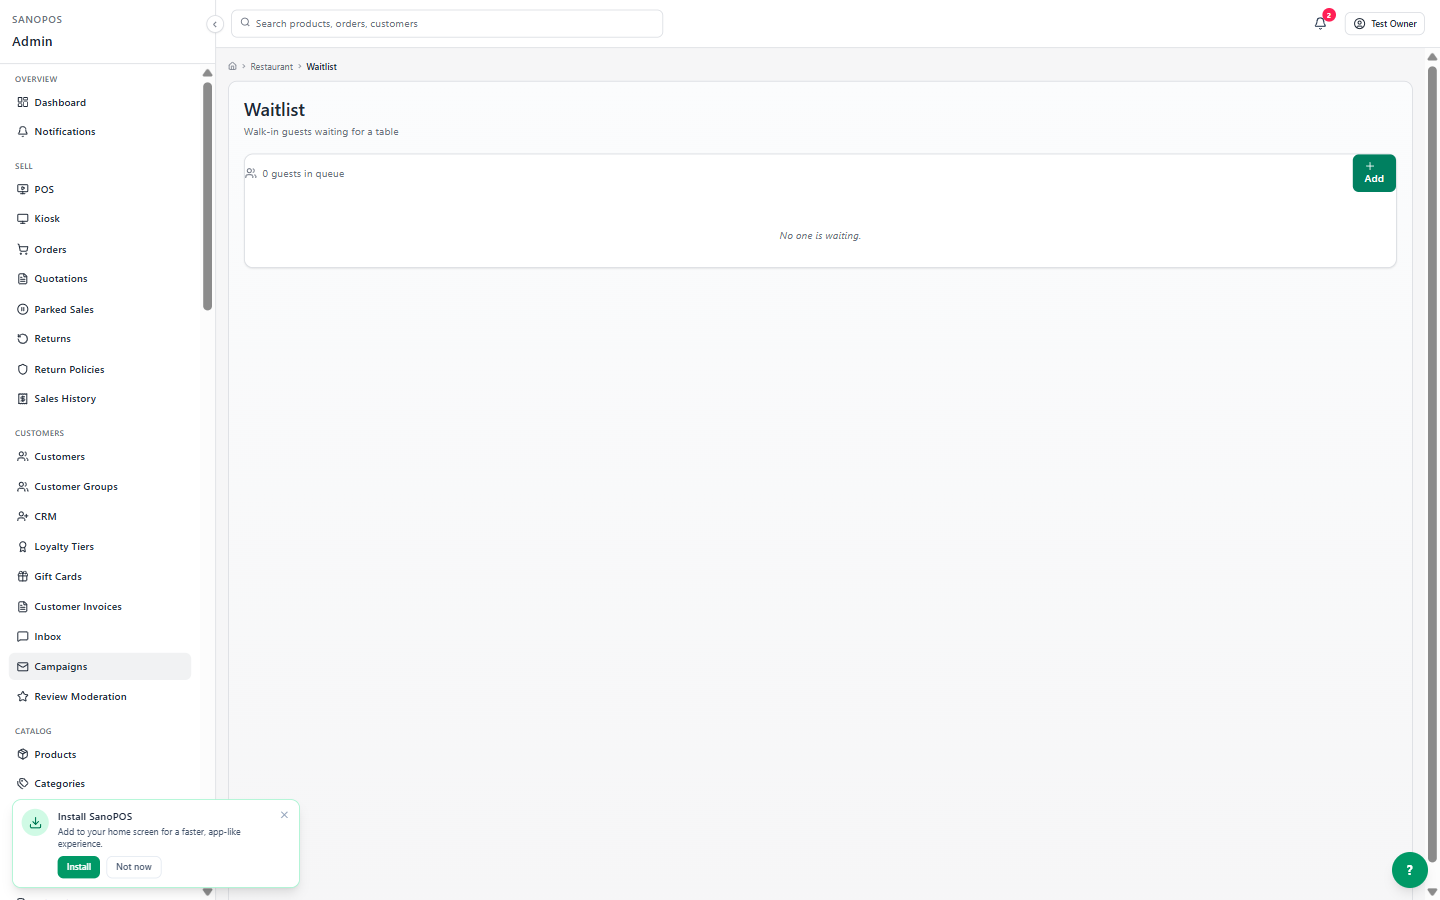 SANOPOS
Admin
Search products, orders, customers
2
Test Owner
OVERVIEW
Dashboard
Notifications
SELL
POS
Kiosk
Orders
Quotations
Parked Sales
Returns
Return Policies
Sales History
CUSTOMERS
Customers
Customer Groups
CRM
Loyalty Tiers
Gift Cards
Customer Invoices
Inbox
Campaigns
Review Moderation
CATALOG
Products
Categories
Restaurant
Waitlist
Waitlist
Walk-in guests waiting for a table
0 guests in queue
Add
No one is waiting.
Install SanoPOS
Add to your home screen for a faster, app-like
experience.
Install
Not now
?